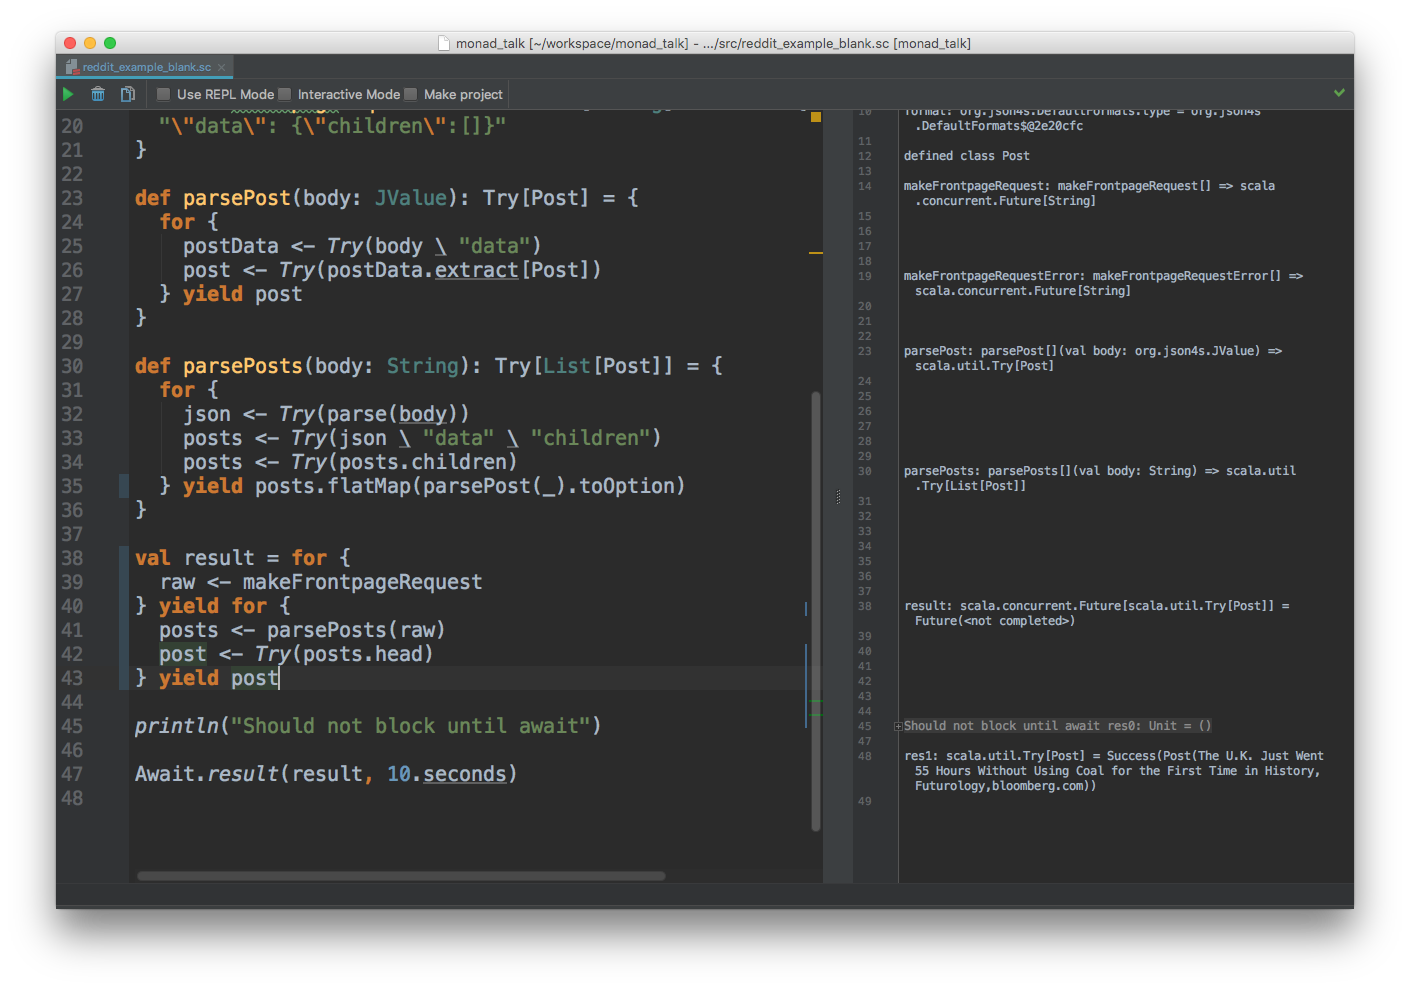 monad_talk [~/workspace/monad_talk] - .../src/reddit_example_blank.sc [monad_talk]
reddit_example_blank.sc
Use REPL Mode Interactive Mode Make project
20 "\"data\": {\"children\":[]}"
21 }
22
23 def parsePost(body: JValue): Try[Post] = {
24 for {
25 postData <- Try(body \ "data")
26 post <- Try(postData.extract[Post])
27 } yield post
28 }
29
30 def parsePosts(body: String): Try[List[Post]] = {
31 for {
32 json <- Try(parse(body))
33 posts <- Try(json \ "data" \ "children")
34 posts <- Try(posts.children)
35 } yield posts.flatMap(parsePost(_).toOption)
36 }
37
38 val result = for {
39 raw <- makeFrontpageRequest
40 } yield for {
41 posts <- parsePosts(raw)
42 post <- Try(posts.head)
43 } yield post
44
45 println("Should not block until await")
46
47 Await.result(result, 10.seconds)
48
10 format: org.json4s.DefaultFormats.type = org.json4s
.DefaultFormats$@2e20cfc
11
12 defined class Post
13
14 makeFrontpageRequest: makeFrontpageRequest[] => scala
.concurrent.Future[String]
15
16
17
18
19 makeFrontpageRequestError: makeFrontpageRequestError[] =>
scala.concurrent.Future[String]
20
21
22
23 parsePost: parsePost[](val body: org.json4s.JValue) =>
scala.util.Try[Post]
24
25
26
27
28
29
30 parsePosts: parsePosts[](val body: String) => scala.util
.Try[List[Post]]
31
32
33
34
35
36
37
38 result: scala.concurrent.Future[scala.util.Try[Post]] =
Future(<not completed>)
39
40
41
42
43
44
45 Should not block until await res0: Unit = ()
47
48 res1: scala.util.Try[Post] = Success(Post(The U.K. Just Went
55 Hours Without Using Coal for the First Time in History,
Futurology,bloomberg.com))
49